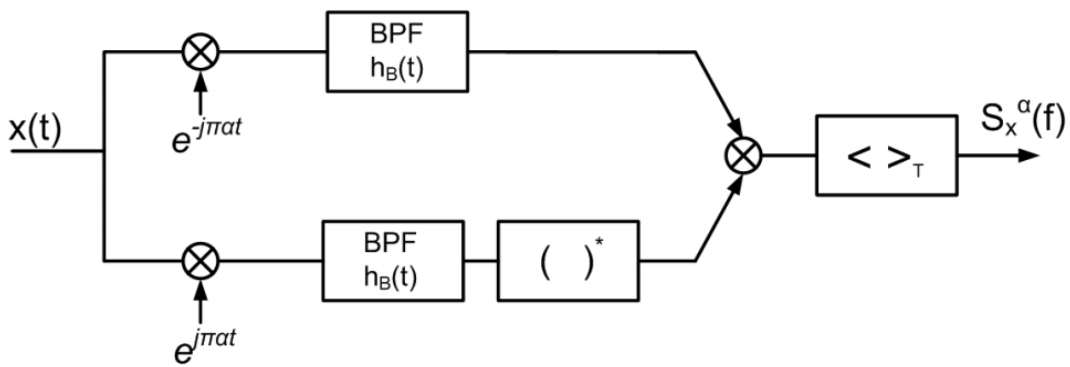 BPF
h_B(t)
x(t)
e^{-jπαt}
S_x^α(f)
< >_T
BPF
h_B(t)
( )^*
e^{jπαt}